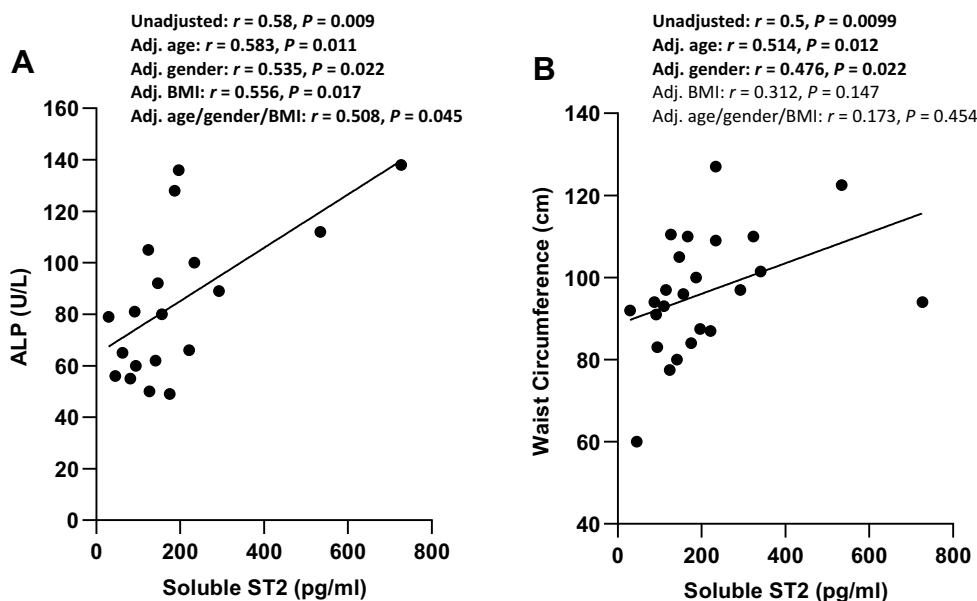 A
Unadjusted: r = 0.58, P = 0.009
Adj. age: r = 0.583, P = 0.011
Adj. gender: r = 0.535, P = 0.022
Adj. BMI: r = 0.556, P = 0.017
Adj. age/gender/BMI: r = 0.508, P = 0.045
160
140
120
100
80
60
40
20
0
ALP (U/L)
0 200 400 600 800
Soluble ST2 (pg/ml)
B
Unadjusted: r = 0.5, P = 0.0099
Adj. age: r = 0.514, P = 0.012
Adj. gender: r = 0.476, P = 0.022
Adj. BMI: r = 0.312, P = 0.147
Adj. age/gender/BMI: r = 0.173, P = 0.454
140
120
100
80
60
40
Waist Circumference (cm)
0 200 400 600 800
Soluble ST2 (pg/ml)